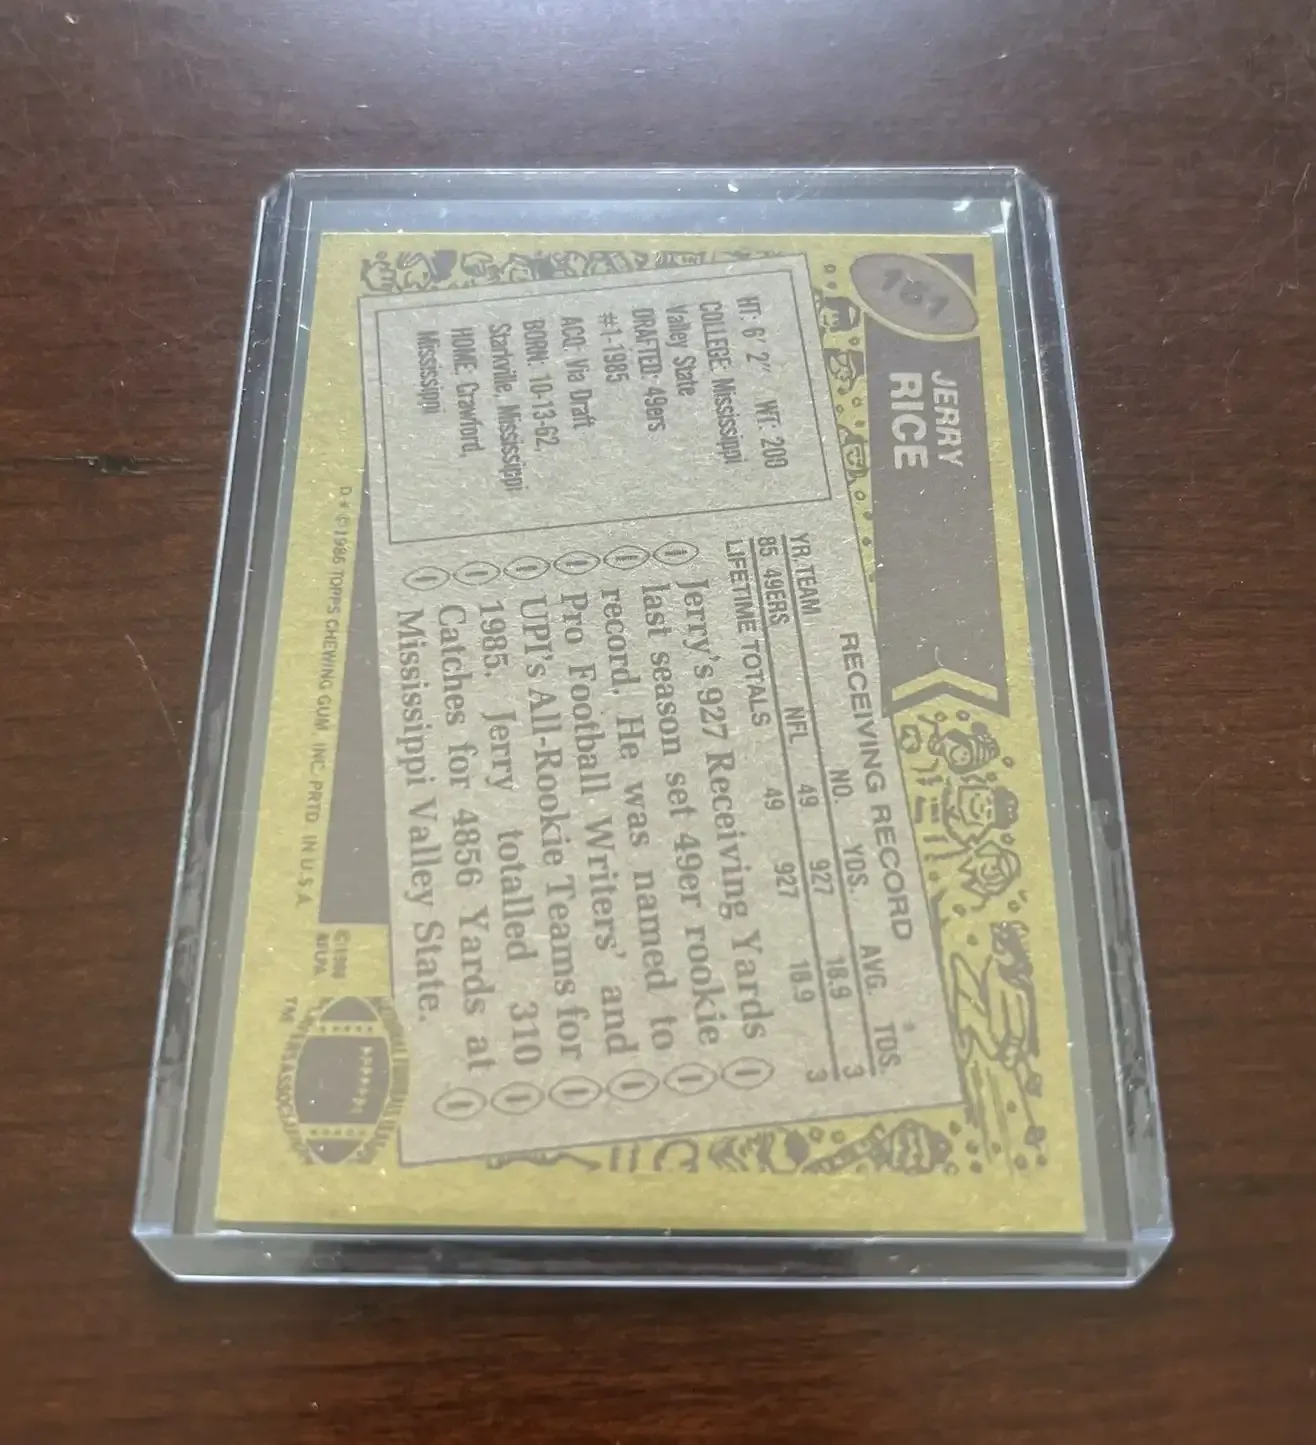 161
JERRY
RICE
HT: 6' 2" WT: 200
COLLEGE: Mississippi
Valley State
DRAFTED: 49ers
#1-1985
ACQ: Via Draft
BORN: 10-13-62,
Starkville, Mississippi
HOME: Crawford,
Mississippi
RECEIVING RECORD
YR. TEAM NFL NO. YDS. AVG. TDS.
85 49ERS 49 927 18.9 3
LIFETIME TOTALS 49 927 18.9 3
Jerry's 927 Receiving Yards
last season set 49er rookie
record. He was named to
Pro Football Writers' and
UPI's All-Rookie Teams for
1985. Jerry totalled 310
Catches for 4856 Yards at
Mississippi Valley State.
D* ©1986 TOPPS CHEWING GUM, INC. PRTD. IN U.S.A.
©1986
NFLPA
TM